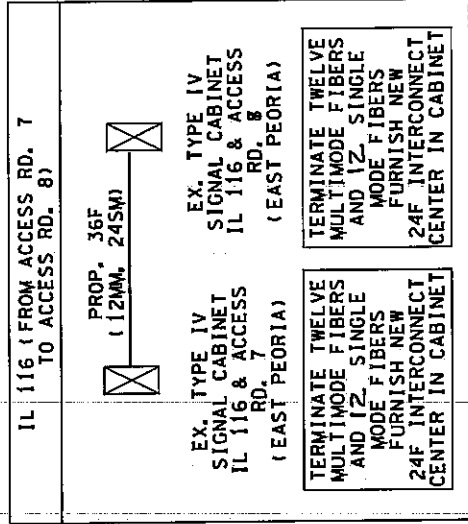 IL 116 (FROM ACCESS RD. 7
TO ACCESS RD. 8)
PROP. 36F
(12MM, 24SM)
EX. TYPE IV
SIGNAL CABINET
IL 116 & ACCESS
RD. 7
(EAST PEORIA)
EX. TYPE IV
SIGNAL CABINET
IL 116 & ACCESS
RD. 8
(EAST PEORIA)
TERMINATE TWELVE
MULTIMODE FIBERS
AND 12 SINGLE
MODE FIBERS
FURNISH NEW
24F INTERCONNECT
CENTER IN CABINET
TERMINATE TWELVE
MULTIMODE FIBERS
AND 12 SINGLE
MODE FIBERS
FURNISH NEW
24F INTERCONNECT
CENTER IN CABINET